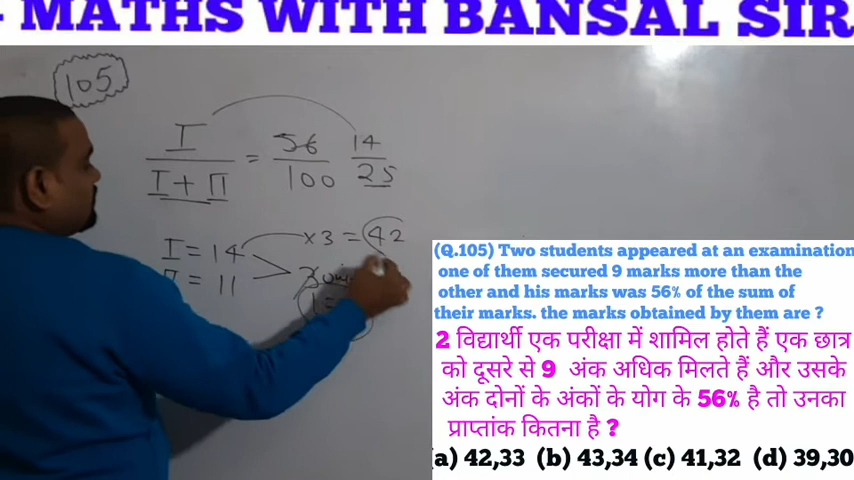 - MATHS WITH BANSAL SIR
105
I / I + II = 56 / 100 14 / 25
I = 14 × 3 = 42
II = 11
(Q.105) Two students appeared at an examination
one of them secured 9 marks more than the
other and his marks was 56% of the sum of
their marks. the marks obtained by them are ?
2 विद्यार्थी एक परीक्षा में शामिल होते हैं एक छात्र
को दूसरे से 9 अंक अधिक मिलते हैं और उसके
अंक दोनों के अंकों के योग के 56% है तो उनका
प्राप्तांक कितना है ?
(a) 42,33 (b) 43,34 (c) 41,32 (d) 39,30